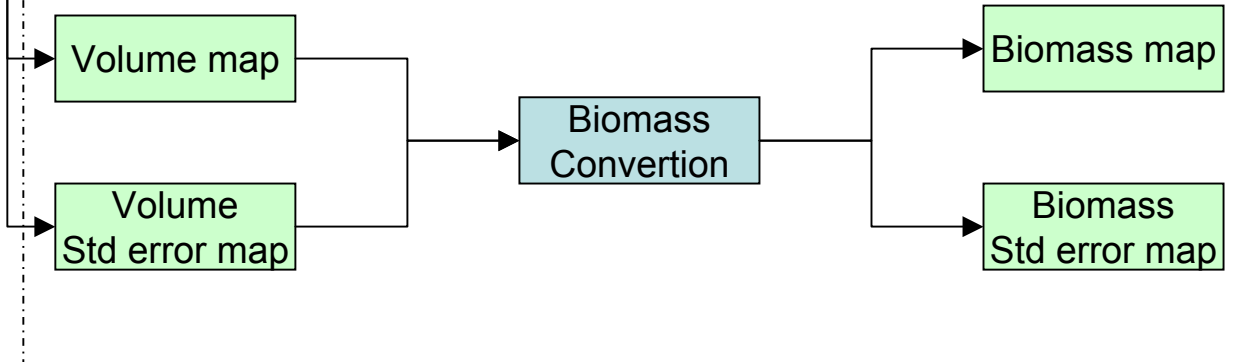 Volume map
Volume
Std error map
Biomass
Convertion
Biomass map
Biomass
Std error map